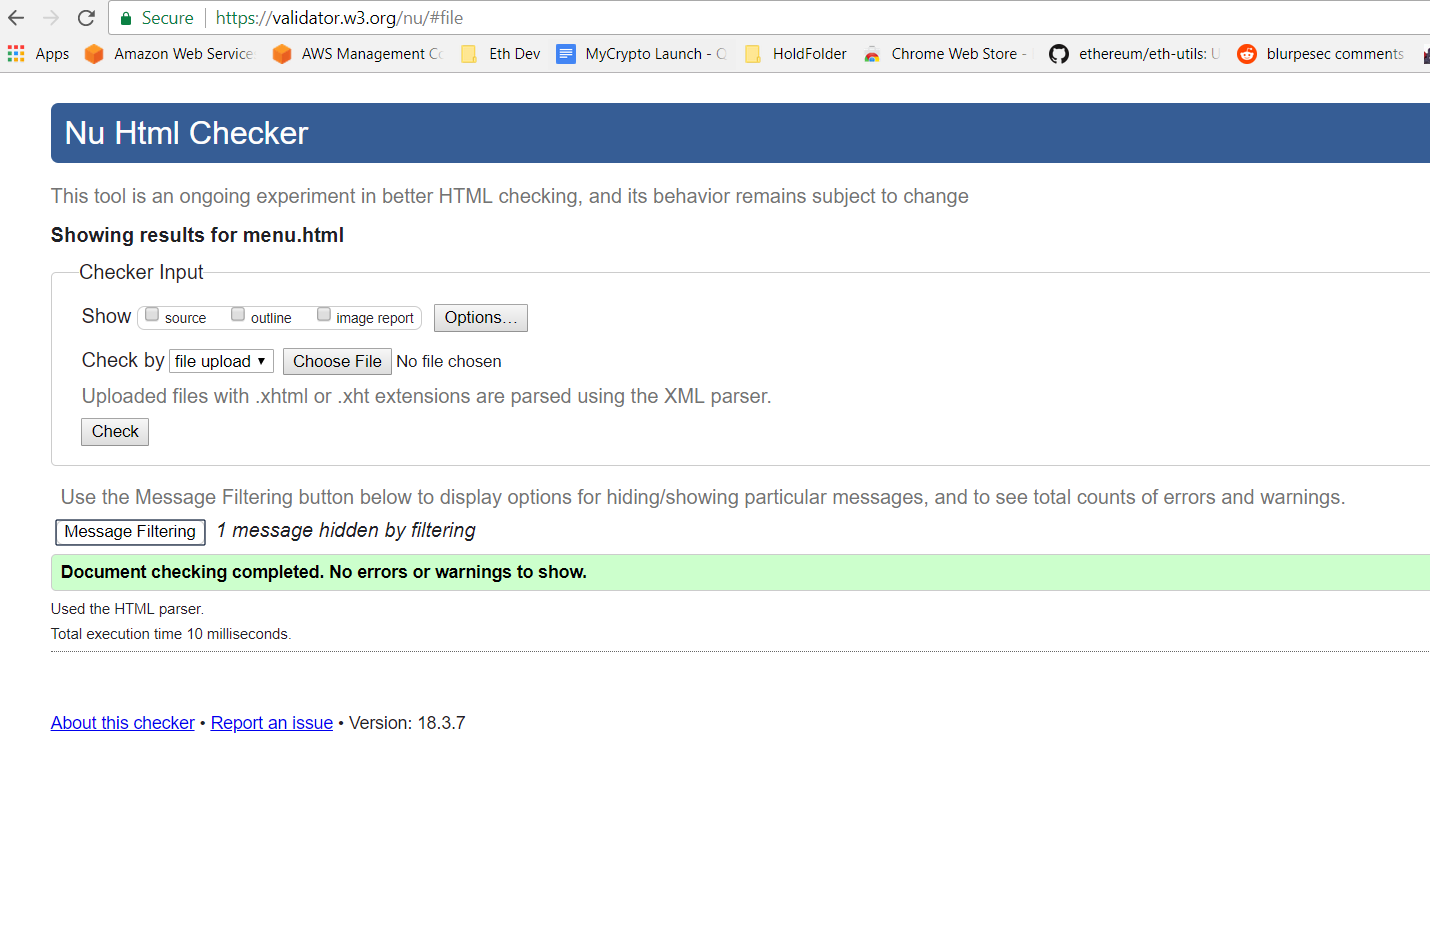 Secure https://validator.w3.org/nu/#file
Apps Amazon Web Service AWS Management Eth Dev MyCrypto Launch - HoldFolder Chrome Web Store - ethereum/eth-utils: blurpesec comments
Nu Html Checker
This tool is an ongoing experiment in better HTML checking, and its behavior remains subject to change
Showing results for menu.html
Checker Input
Show source outline image report Options…
Check by file upload Choose File No file chosen
Uploaded files with .xhtml or .xht extensions are parsed using the XML parser.
Check
Use the Message Filtering button below to display options for hiding/showing particular messages, and to see total counts of errors and warnings.
Message Filtering 1 message hidden by filtering
Document checking completed. No errors or warnings to show.
Used the HTML parser.
Total execution time 10 milliseconds.
About this checker • Report an issue • Version: 18.3.7